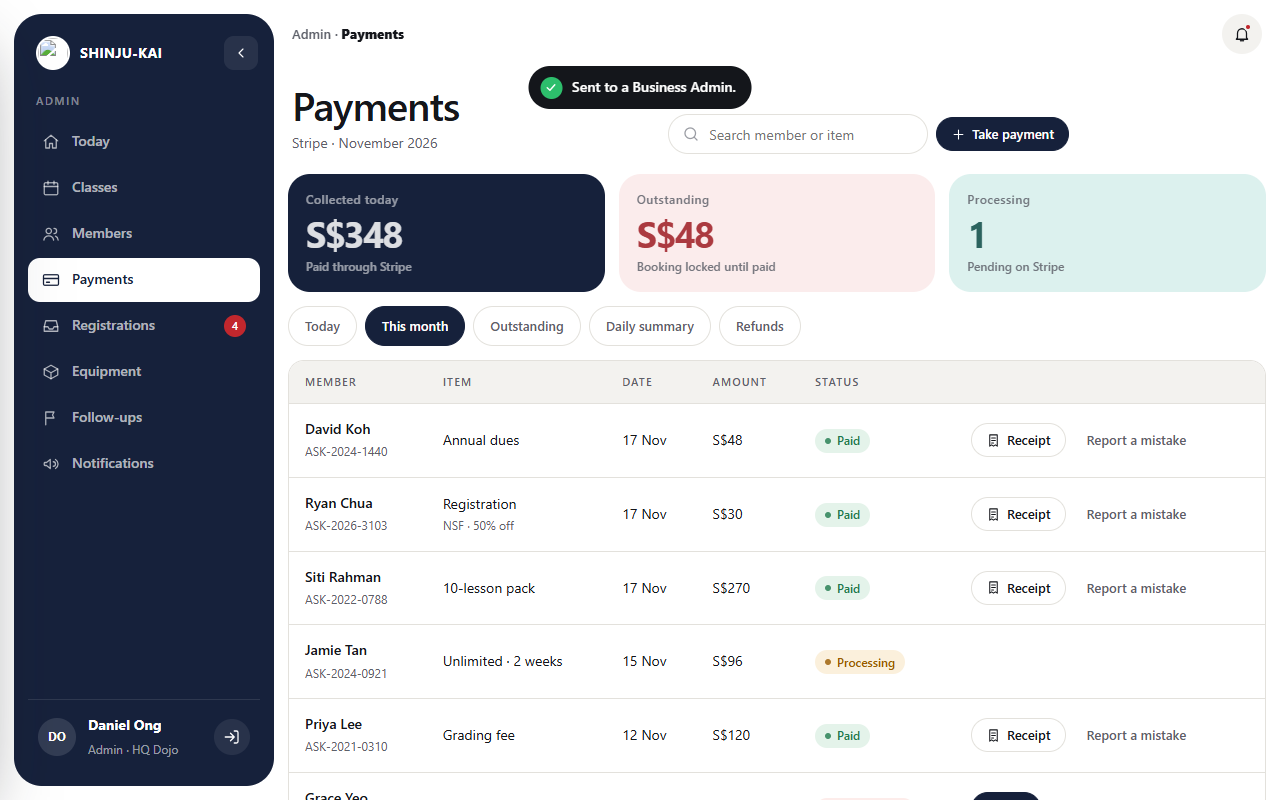 SHINJU-KAI
ADMIN
Today
Classes
Members
Payments
Registrations 4
Equipment
Follow-ups
Notifications
DO
Daniel Ong
Admin · HQ Dojo
Admin · Payments
Sent to a Business Admin.
Payments
Stripe · November 2026
Search member or item
Take payment
Collected today
S$348
Paid through Stripe
Outstanding
S$48
Booking locked until paid
Processing
1
Pending on Stripe
Today This month Outstanding Daily summary Refunds
MEMBER ITEM DATE AMOUNT STATUS
David Koh
ASK-2024-1440
Annual dues 17 Nov S$48 Paid Receipt Report a mistake
Ryan Chua
ASK-2026-3103
Registration
NSF · 50% off
17 Nov S$30 Paid Receipt Report a mistake
Siti Rahman
ASK-2022-0788
10-lesson pack 17 Nov S$270 Paid Receipt Report a mistake
Jamie Tan
ASK-2024-0921
Unlimited · 2 weeks 15 Nov S$96 Processing
Priya Lee
ASK-2021-0310
Grading fee 12 Nov S$120 Paid Receipt Report a mistake
Grace Yeo